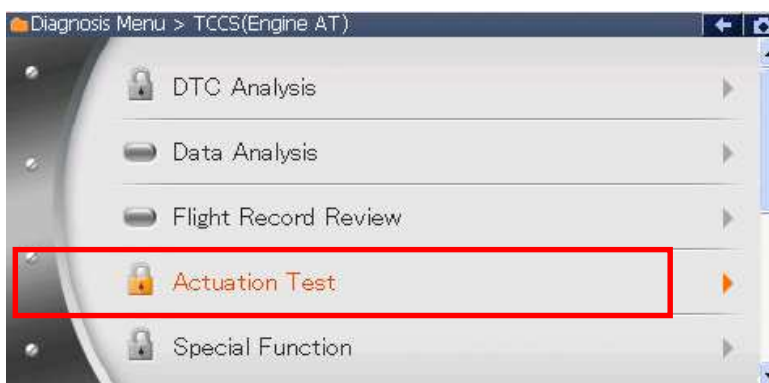 Diagnosis Menu > TCCS(Engine AT)
DTC Analysis
Data Analysis
Flight Record Review
Actuation Test
Special Function